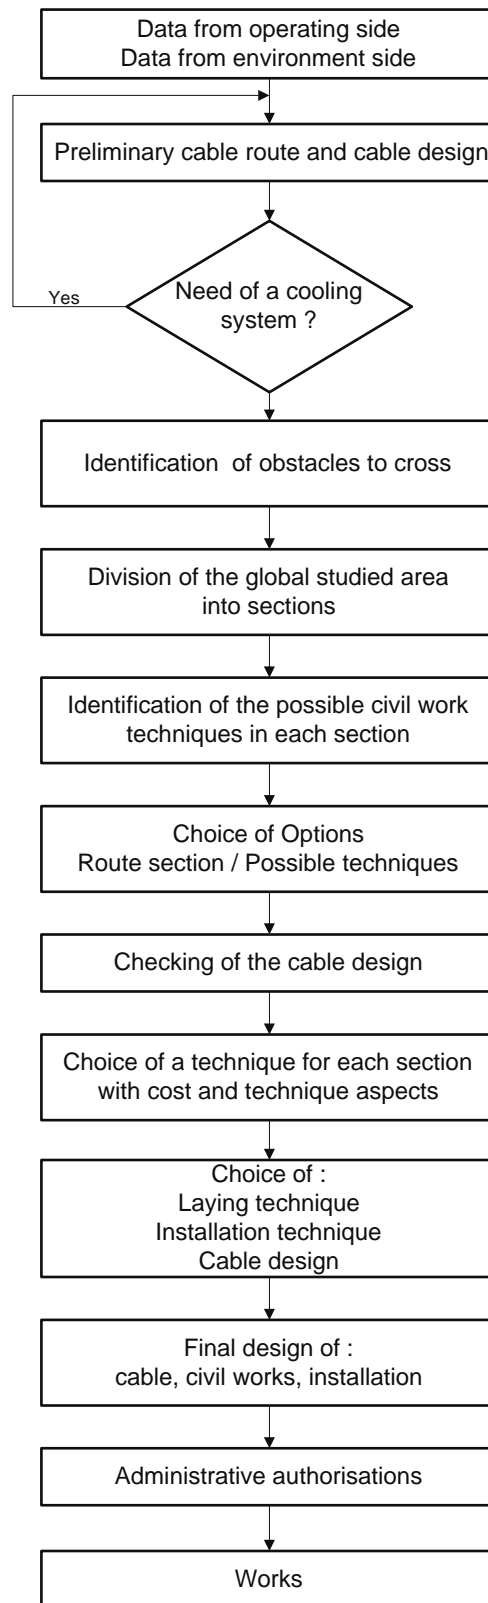 Data from operating side
Data from environment side
Preliminary cable route and cable design
Need of a cooling
system ?
Yes
Identification  of obstacles to cross
Division of the global studied area
into sections
Identification of the possible civil work
techniques in each section
Choice of Options
Route section / Possible techniques
Checking of the cable design
Choice of a technique for each section
with cost and technique aspects
Choice of :
Laying technique
Installation technique
Cable design
Final design of :
cable, civil works, installation
Administrative authorisations
Works